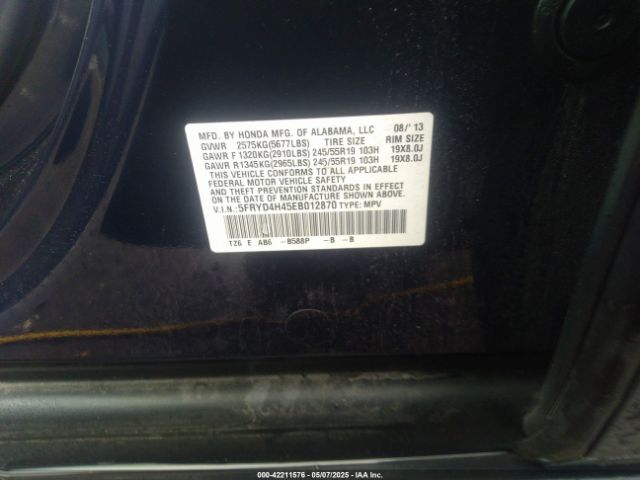 MFD. BY HONDA MFG. OF ALABAMA, LLC 08/'13
GVWR 2575KG(5677LBS) TIRE SIZE RIM SIZE
GAWR F 1320KG(2910LBS) 245/55R19 103H 19X8.0J
GAWR R1345KG(2965LBS) 245/55R19 103H 19X8.0J
THIS VEHICLE CONFORMS TO ALL APPLICABLE
FEDERAL MOTOR VEHICLE SAFETY
AND THEFT PREVENTION STANDARDS IN EFFECT
ON THE DATE OF MANUFACTURE SHOWN ABOVE.
V.I.N.: 5FRYD4H45EB012870 TYPE: MPV
TZ6 E AB6 -B588P -B -B
000-42211576 - 05/07/2025 - IAA Inc.